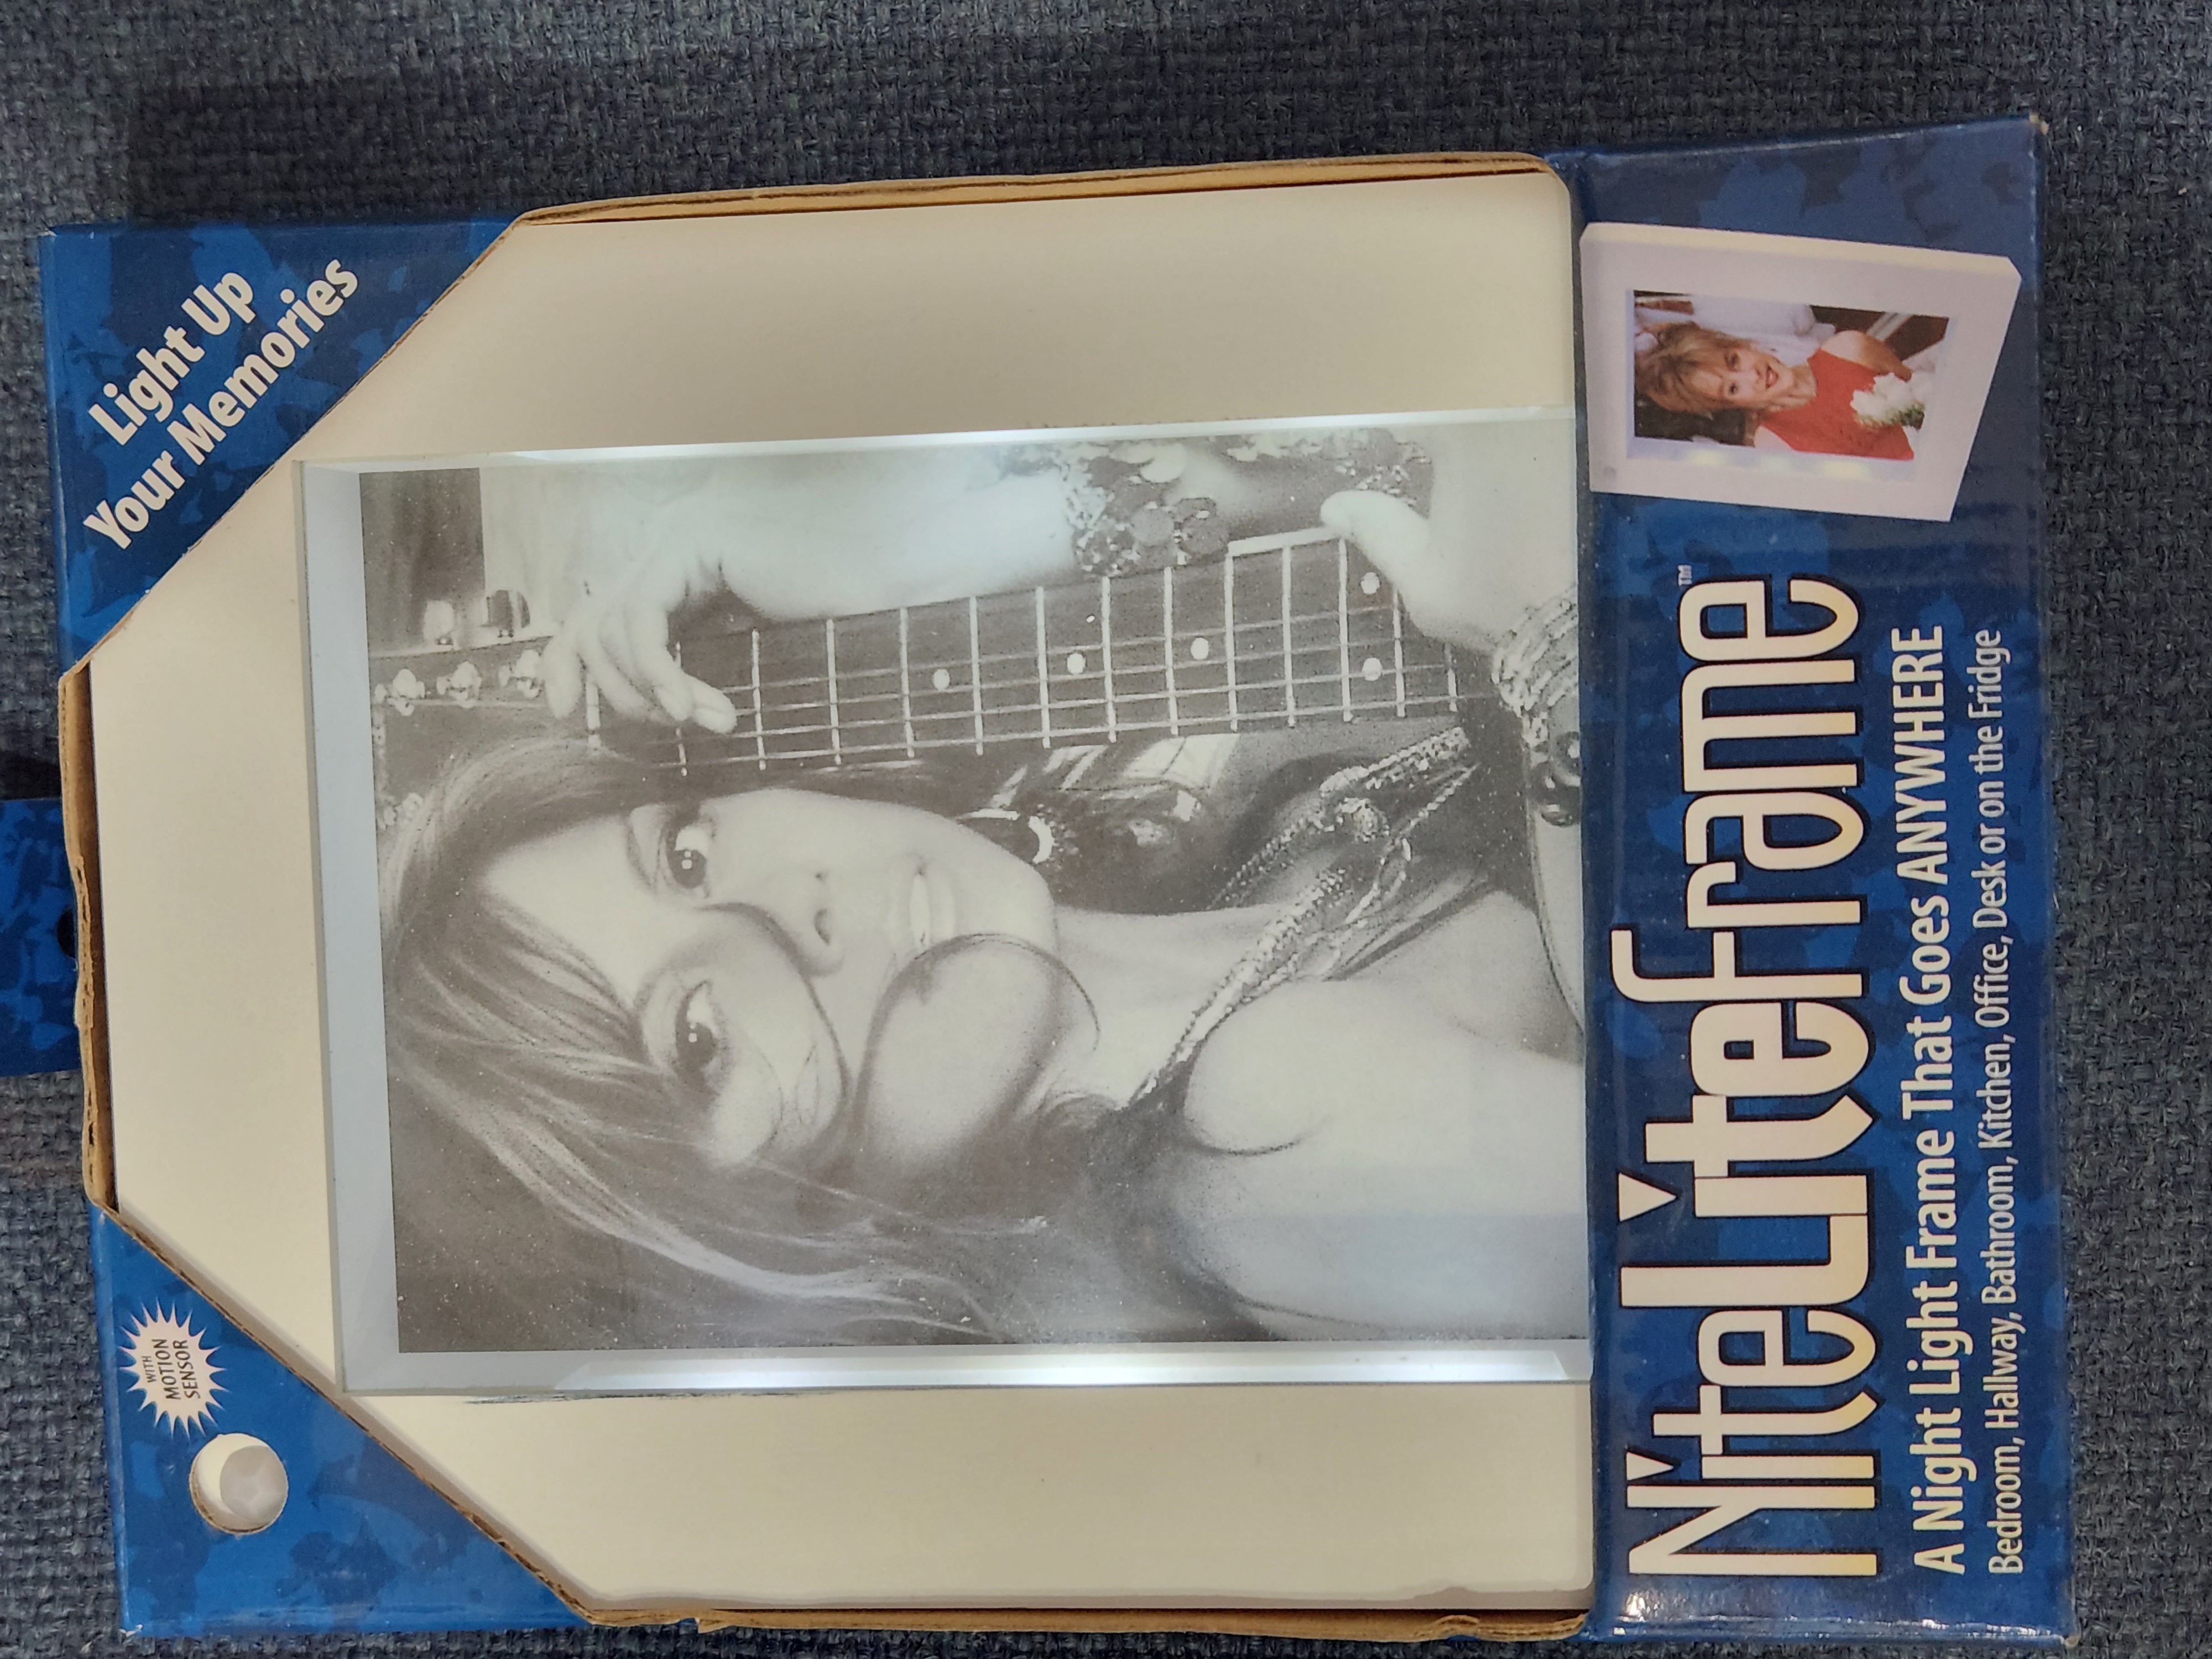 Light Up
Your Memories
WITH
MOTION
SENSOR
NiteLiteframe™
A Night Light Frame That Goes ANYWHERE
Bedroom, Hallway, Bathroom, Kitchen, Office, Desk or on the Fridge